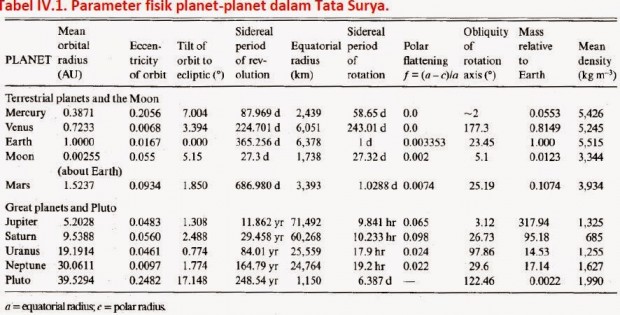 Tabel IV.1. Parameter fisik planet-planet dalam Tata Surya.
Mean Sidereal Sidereal Obliquity Mass
orbital Eccen- Tilt of period Equatorial period Polar of relative Mean
PLANET radius tricity orbit to of rev- radius of flattening rotation to density
(AU) of orbit ecliptic (°) olution (km) rotation f = (a – c)/a axis (°) Earth (kg m⁻³)
Terrestrial planets and the Moon
Mercury 0.3871 0.2056 7.004 87.969 d 2,439 58.65 d 0.0 ~2 0.0553 5,426
Venus 0.7233 0.0068 3.394 224.701 d 6,051 243.01 d 0.0 177.3 0.8149 5,245
Earth 1.0000 0.0167 0.000 365.256 d 6,378 1 d 0.003353 23.45 1.000 5,515
Moon 0.00255 0.055 5.15 27.3 d 1,738 27.32 d 0.002 5.1 0.0123 3,344
(about Earth)
Mars 1.5237 0.0934 1.850 686.980 d 3,393 1.0288 d 0.0074 25.19 0.1074 3,934
Great planets and Pluto
Jupiter 5.2028 0.0483 1.308 11.862 yr 71,492 9.841 hr 0.065 3.12 317.94 1,325
Saturn 9.5388 0.0560 2.488 29.458 yr 60,268 10.233 hr 0.098 26.73 95.18 685
Uranus 19.1914 0.0461 0.774 84.01 yr 25,559 17.9 hr 0.024 97.86 14.53 1,255
Neptune 30.0611 0.0097 1.774 164.79 yr 24,764 19.2 hr 0.022 29.6 17.14 1,627
Pluto 39.5294 0.2482 17.148 248.54 yr 1,150 6.387 d — 122.46 0.0022 1,990
a = equatorial radius; c = polar radius.